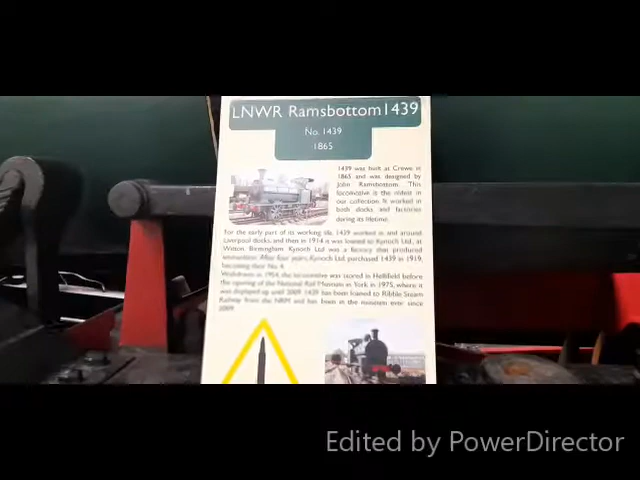 LNWR Ramsbottom1439
No. 1439
1865
1439 was built at Crewe in
1865 and was designed by
John Ramsbottom. This
locomotive is the oldest in
our collection. It worked in
both docks and factories
during its lifetime.
For the early part of its working life, 1439 worked in and around
Liverpool docks and then in 1914 it was loaned to Kynoch Ltd., at
Witton, Birmingham. Kynoch Ltd was a factory that produced
ammunition. After four years, Kynoch Ltd purchased 1439 in 1919,
becoming their No. 4.
Withdrawn in 1954, the locomotive was stored in Hellifield before
the opening of the National Rail Museum in York in 1975, where it
was displayed up until 2009. 1439 has been loaned to Ribble Steam
Railway from the NRM and has been in the museum ever since
2009.
Edited by PowerDirector